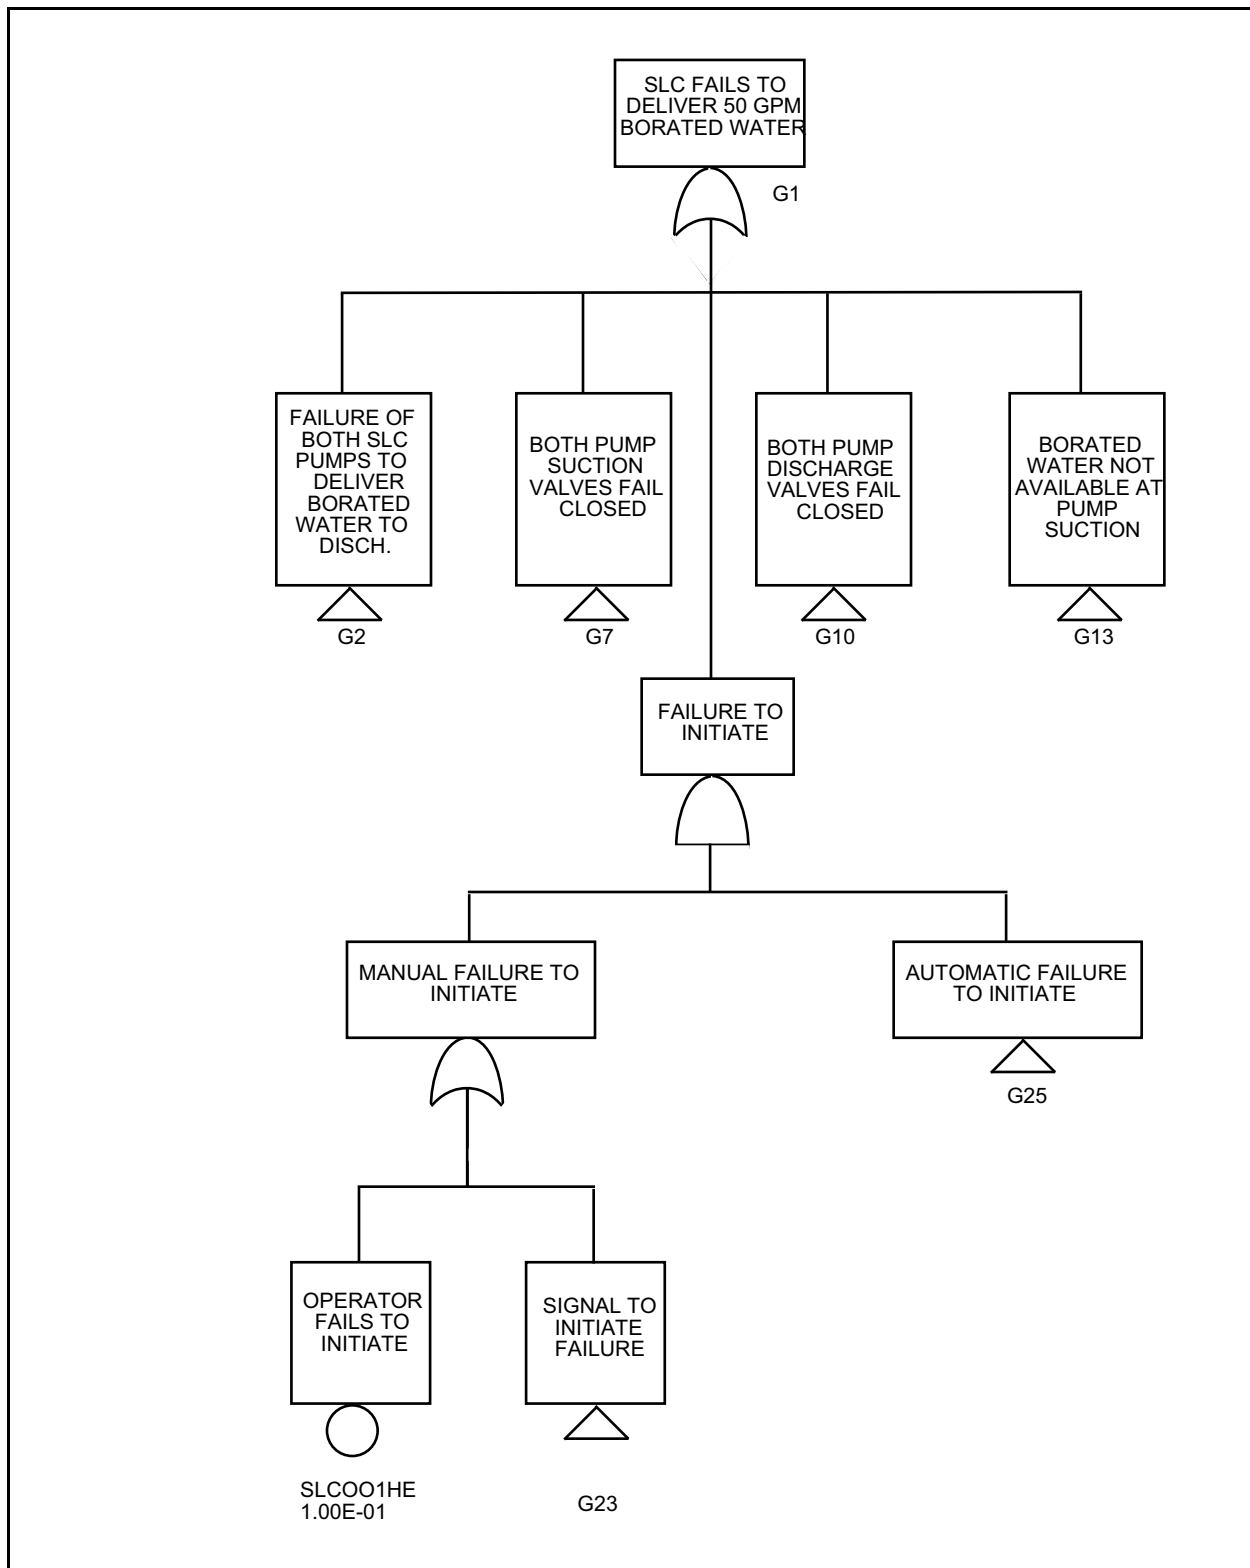 SLC FAILS TO
DELIVER 50 GPM
BORATED WATER
G1
FAILURE OF
BOTH SLC
PUMPS TO
DELIVER
BORATED
WATER TO
DISCH.
G2
BOTH PUMP
SUCTION
VALVES FAIL
CLOSED
G7
BOTH PUMP
DISCHARGE
VALVES FAIL
CLOSED
G10
BORATED
WATER NOT
AVAILABLE AT
PUMP
SUCTION
G13
FAILURE TO
INITIATE
MANUAL FAILURE TO
INITIATE
AUTOMATIC FAILURE
TO INITIATE
G25
OPERATOR
FAILS TO
INITIATE
SLCOO1HE
1.00E-01
SIGNAL TO
INITIATE
FAILURE
G23